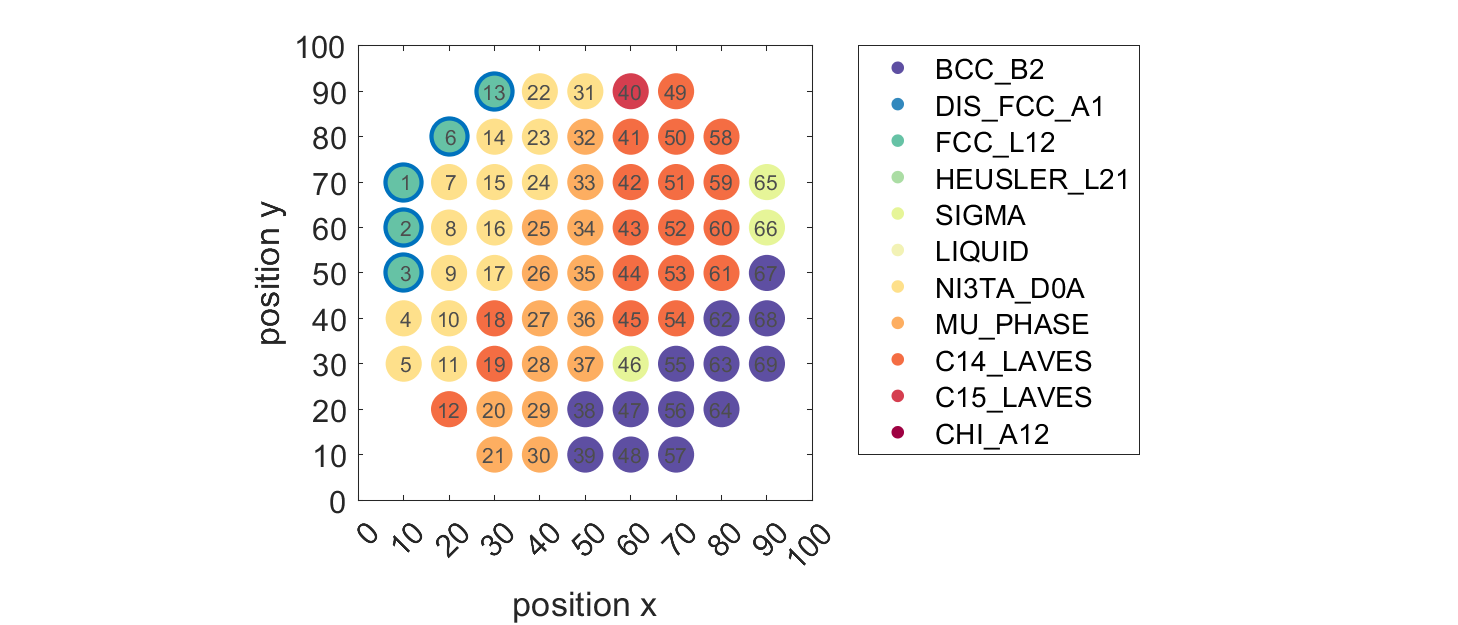 100
90
80
70
60
50
40
30
20
10
0
position y
13 22 31 40 49
6 14 23 32 41 50 58
1 7 15 24 33 42 51 59 65
2 8 16 25 34 43 52 60 66
3 9 17 26 35 44 53 61 67
4 10 18 27 36 45 54 62 68
5 11 19 28 37 46 55 63 69
12 20 29 38 47 56 64
21 30 39 48 57
0 10 20 30 40 50 60 70 80 90 100
position x
BCC_B2
DIS_FCC_A1
FCC_L12
HEUSLER_L21
SIGMA
LIQUID
NI3TA_D0A
MU_PHASE
C14_LAVES
C15_LAVES
CHI_A12